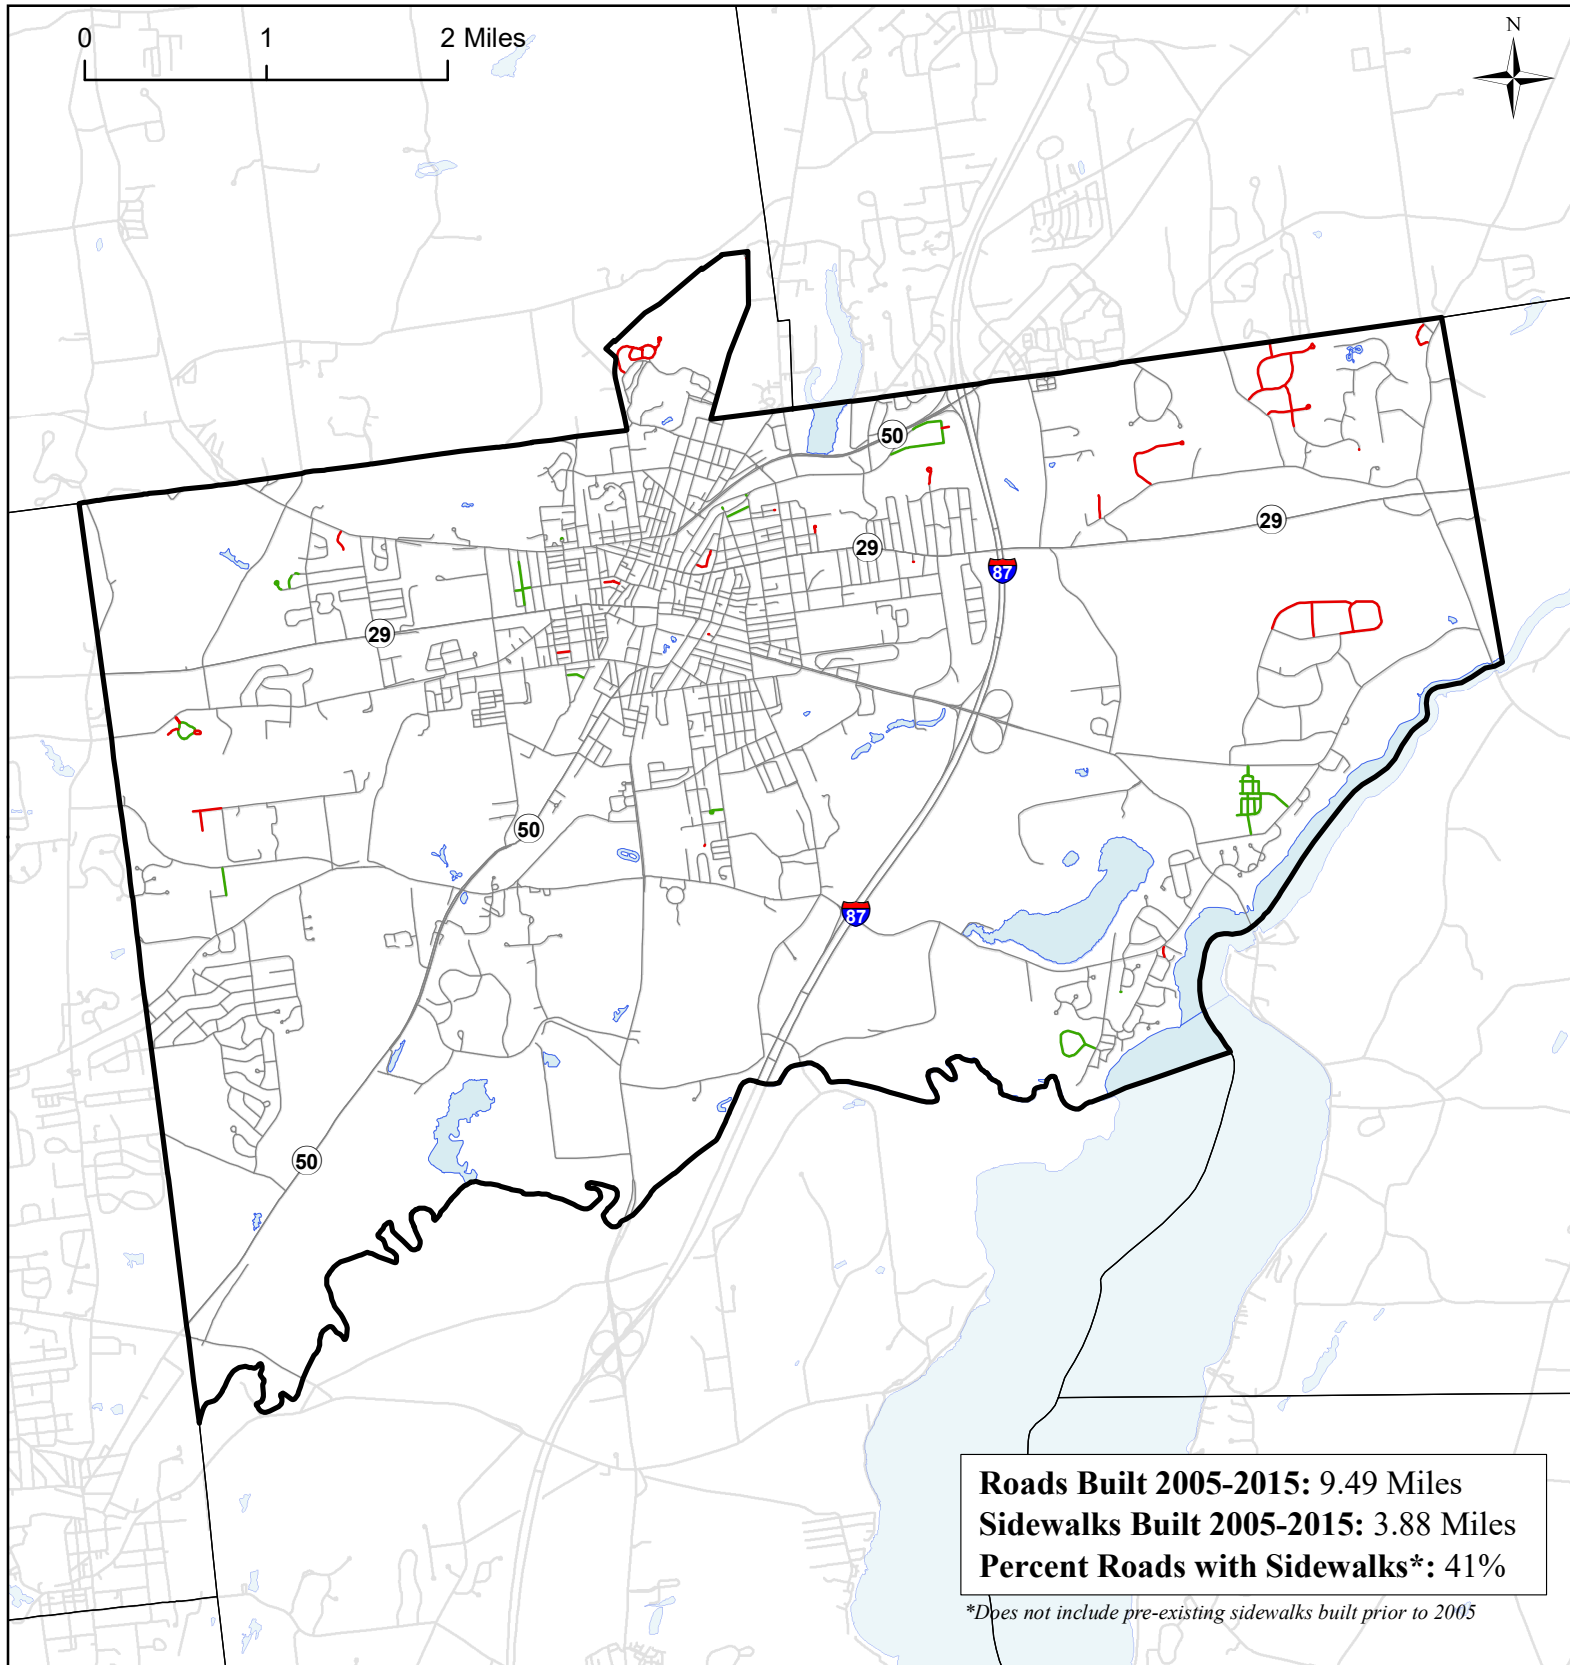 0 1 2 Miles
N
50
29
29
87
29
50
87
50
Roads Built 2005-2015: 9.49 Miles
Sidewalks Built 2005-2015: 3.88 Miles
Percent Roads with Sidewalks*: 41%
*Does not include pre-existing sidewalks built prior to 2005